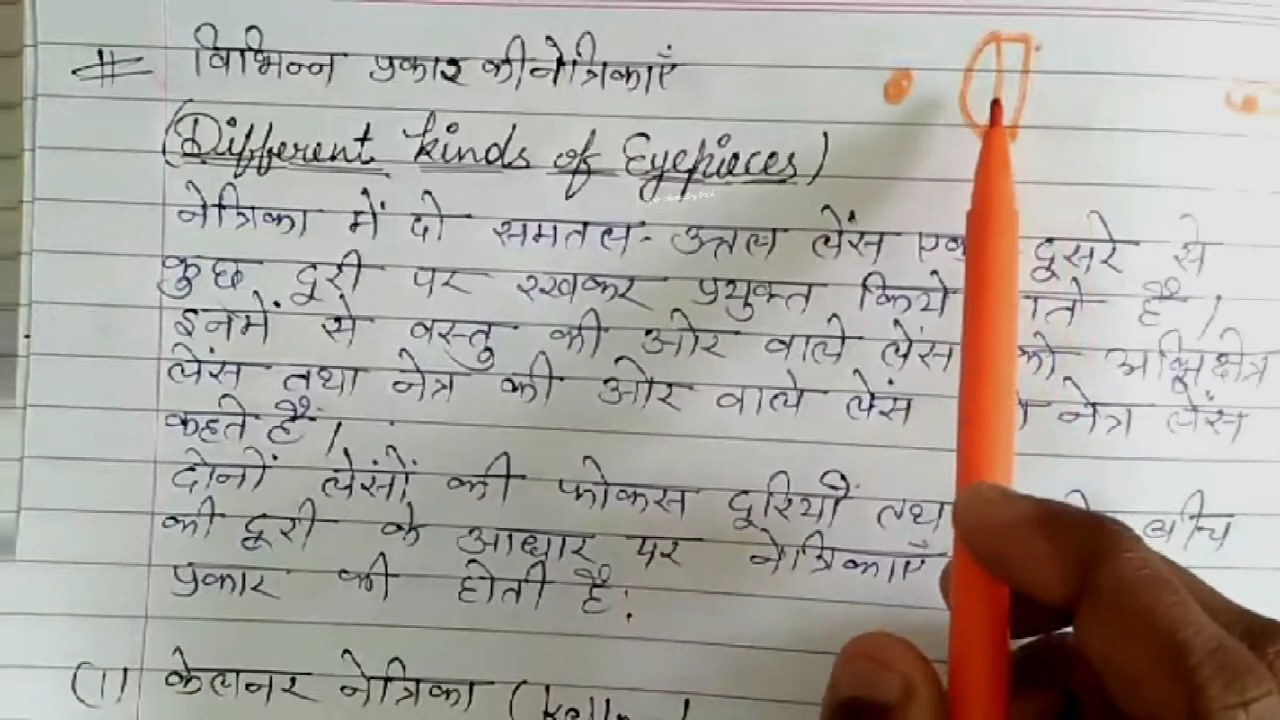 # विभिन्न प्रकार की नेत्रिकाएँ
(Different kinds of Eyepieces)
नेत्रिका में दो समतल-उत्तल लेंस एक दूसरे से
कुछ दूरी पर रखकर प्रयुक्त किये जाते हैं।
इनमें से वस्तु की ओर वाले लेंस को अभिक्षेत्र
लेंस तथा नेत्र की ओर वाले लेंस नेत्र लेंस
कहते हैं।
दोनों लेंसों की फोकस दूरियों तथ बीच
की दूरी के आधार पर नेत्रिकाएँ
प्रकार की होती है:
(1) केलनर नेत्रिका (Kelln